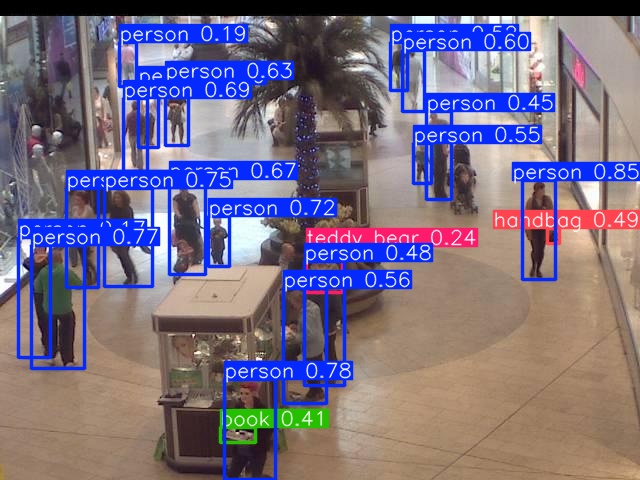 person 0.19
person 0.60
person 0.63
person 0.69
person 0.45
person 0.55
person 0.67
person 0.75
person 0.85
person 0.72
handbag 0.49
person 0.77
teddy bear 0.24
person 0.48
person 0.56
person 0.78
book 0.41